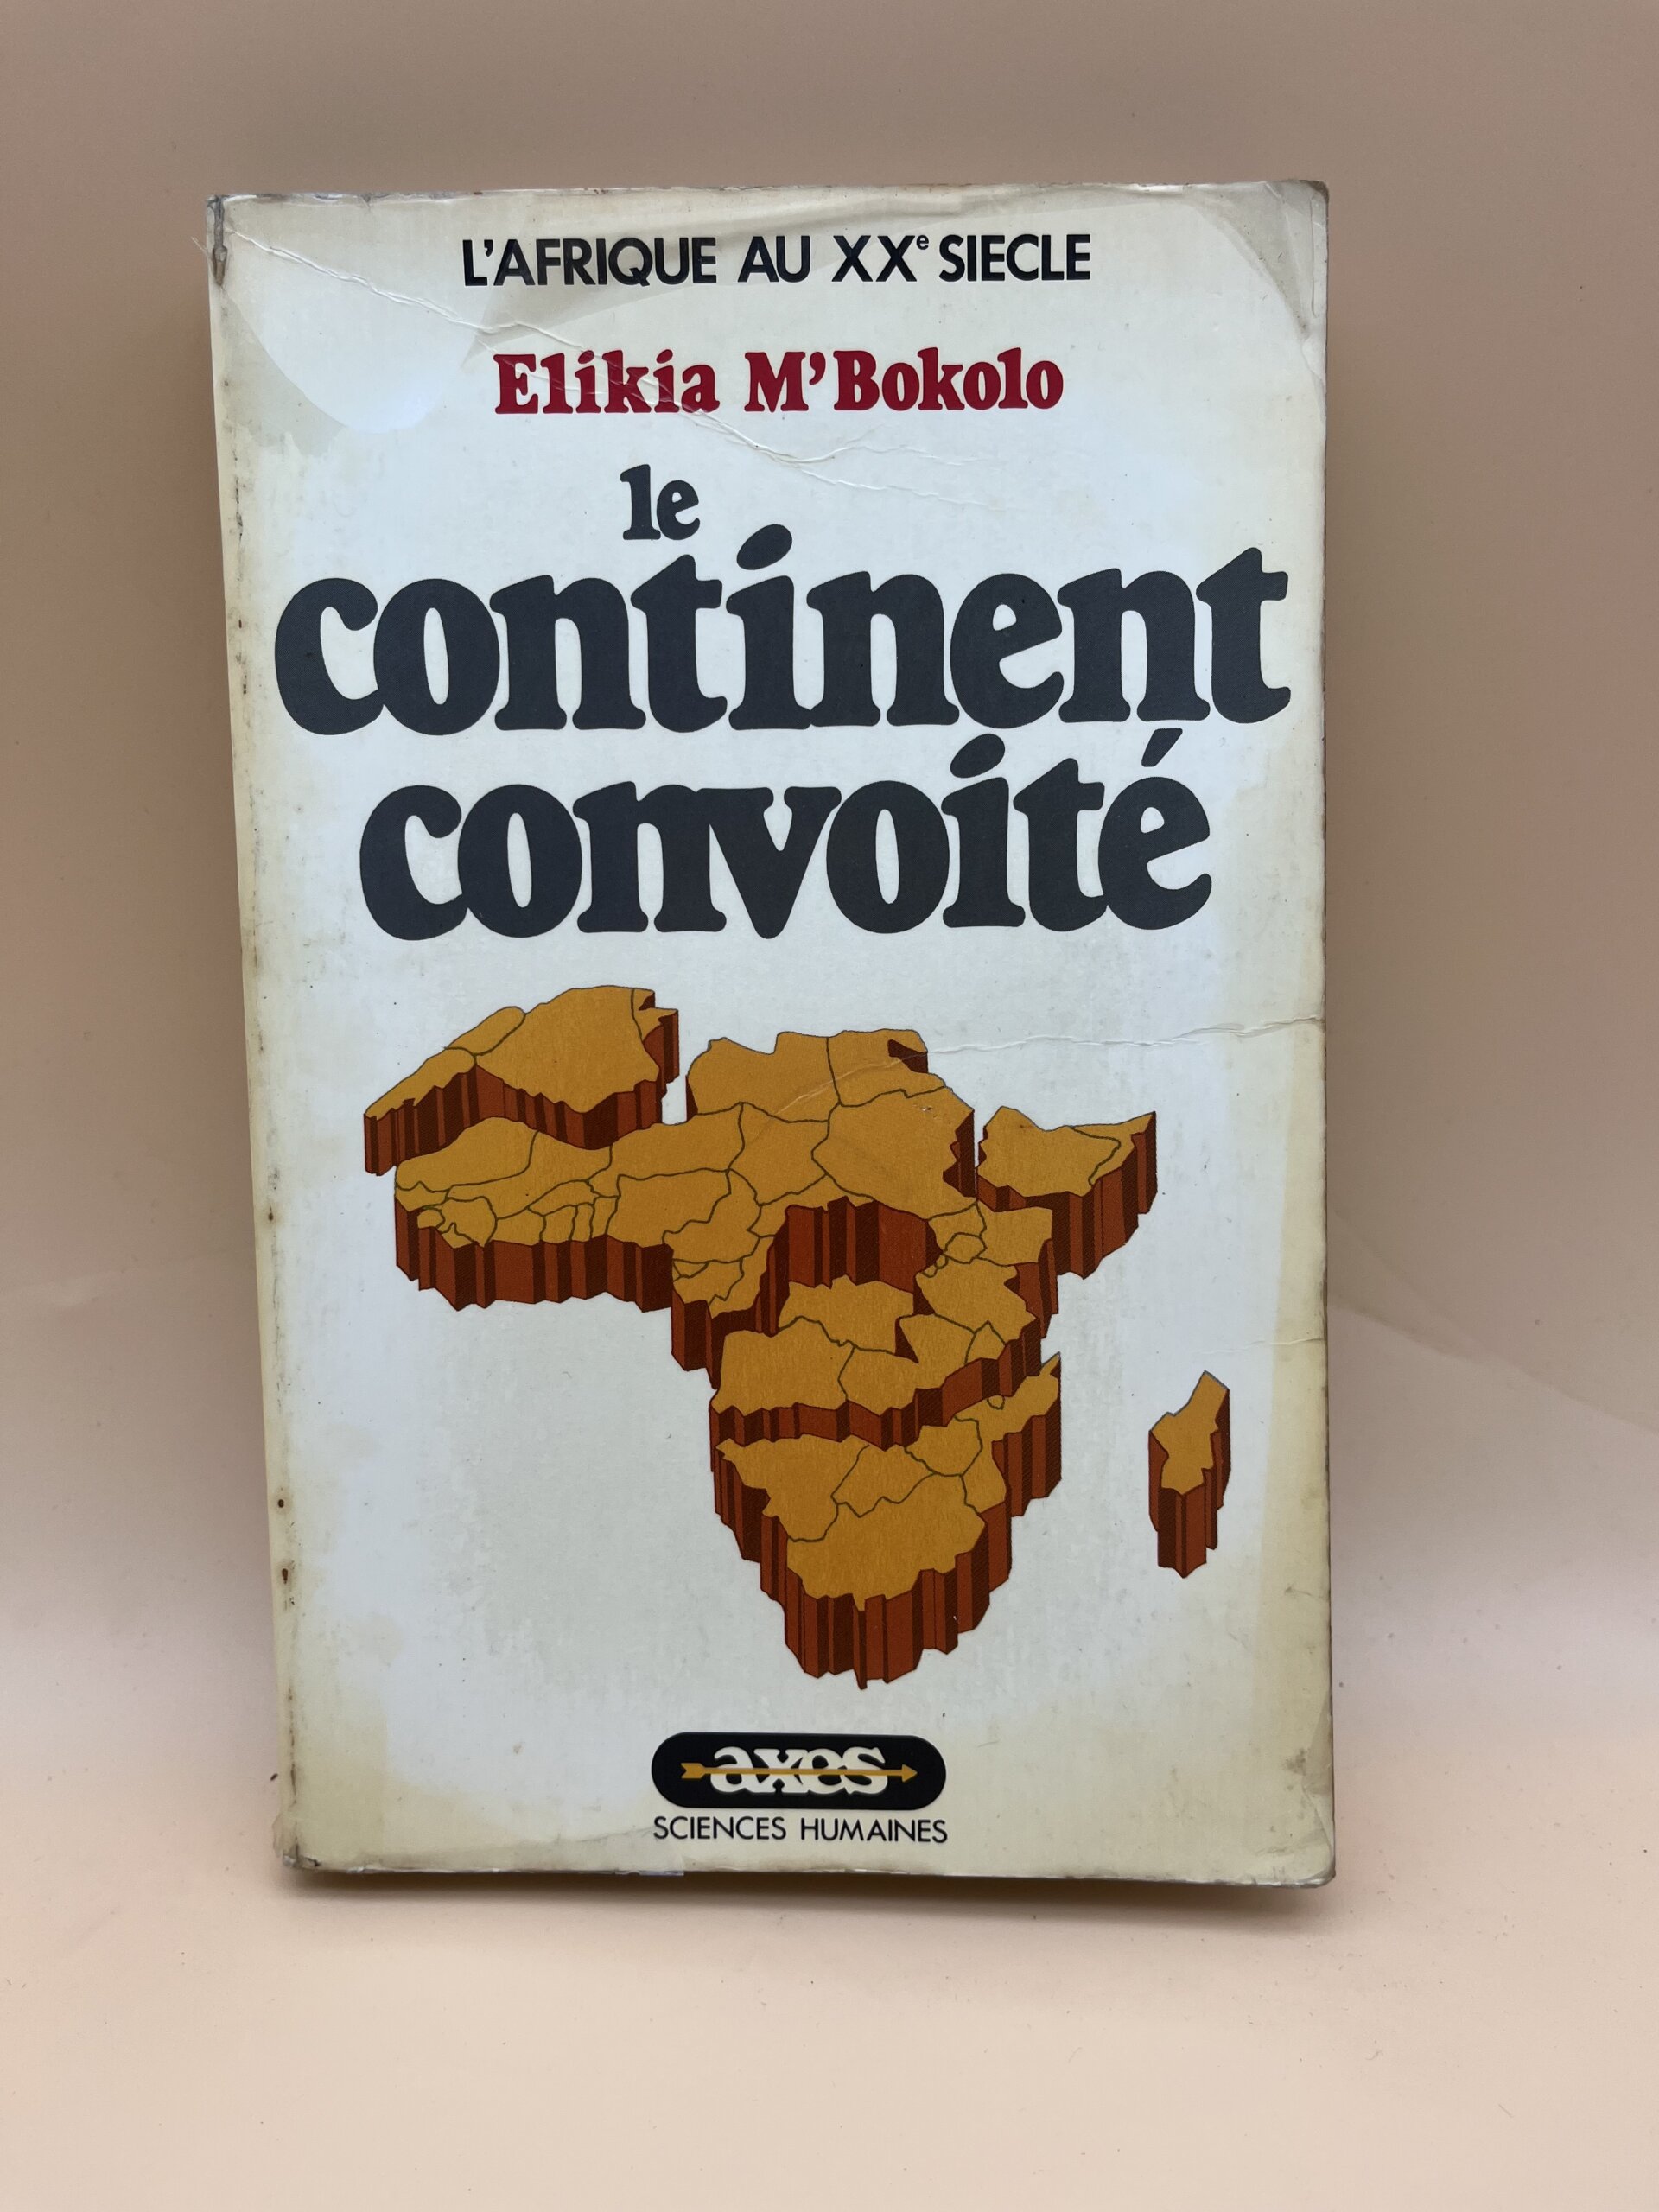 L'AFRIQUE AU XXe SIECLE
Elikia M'Bokolo
le
continent
convoité
axes
SCIENCES HUMAINES